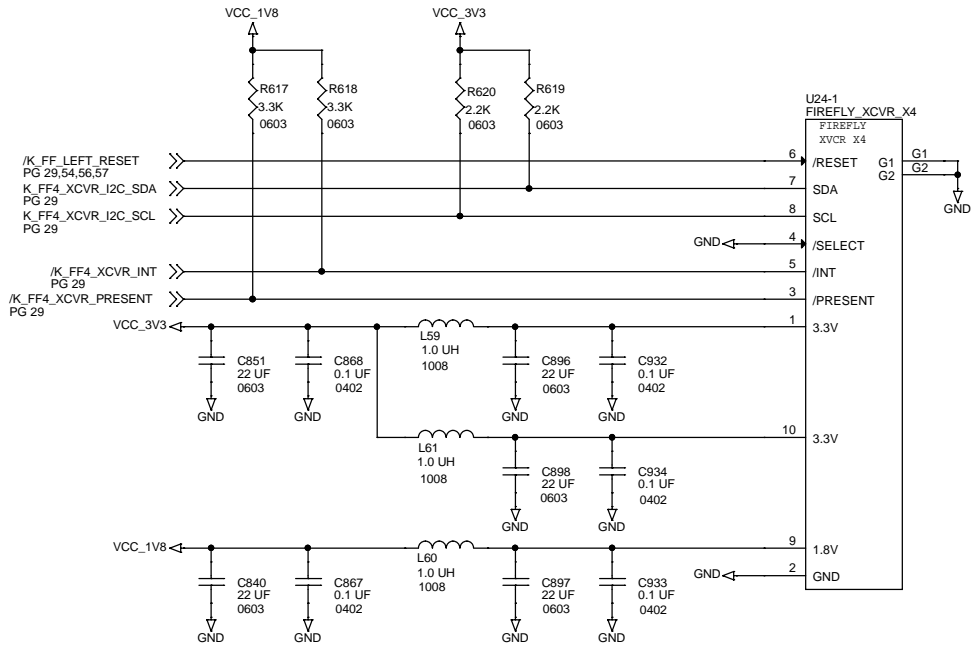 VCC_1V8
VCC_3V3
R617
3.3K
0603
R618
3.3K
0603
R620
2.2K
0603
R619
2.2K
0603
U24-1
FIREFLY_XCVR_X4
FIREFLY
XVCR X4
/K_FF_LEFT_RESET
PG 29,54,56,57
6
/RESET
G1
G1
G2
G2
GND
K_FF4_XCVR_I2C_SDA
PG 29
7
SDA
K_FF4_XCVR_I2C_SCL
PG 29
8
SCL
GND
4
/SELECT
/K_FF4_XCVR_INT
PG 29
5
/INT
/K_FF4_XCVR_PRESENT
PG 29
3
/PRESENT
VCC_3V3
1
3.3V
L59
1.0 UH
1008
C851
22 UF
0603
GND
C868
0.1 UF
0402
GND
C896
22 UF
0603
GND
C932
0.1 UF
0402
GND
10
3.3V
L61
1.0 UH
1008
C898
22 UF
0603
GND
C934
0.1 UF
0402
GND
VCC_1V8
9
1.8V
L60
1.0 UH
1008
GND
2
GND
C840
22 UF
0603
GND
C867
0.1 UF
0402
GND
C897
22 UF
0603
GND
C933
0.1 UF
0402
GND